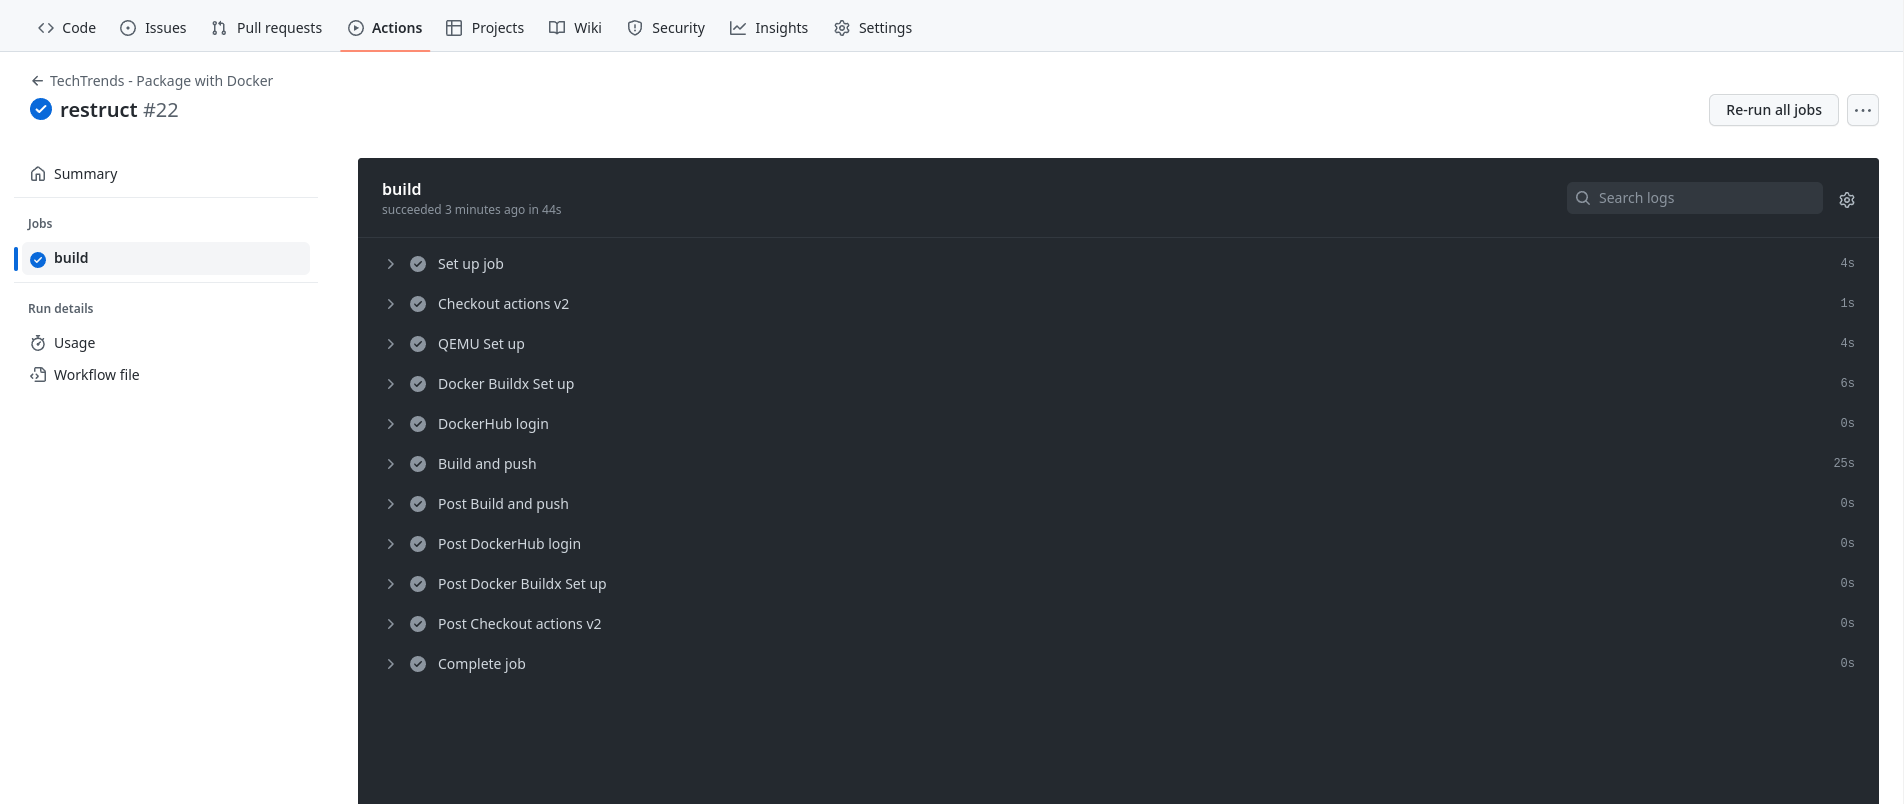 Code Issues Pull requests Actions Projects Wiki Security Insights Settings
TechTrends - Package with Docker
restruct #22
Re-run all jobs
Summary
Jobs
build
Run details
Usage
Workflow file
build
succeeded 3 minutes ago in 44s
Search logs
Set up job 4s
Checkout actions v2 1s
QEMU Set up 4s
Docker Buildx Set up 6s
DockerHub login 0s
Build and push 25s
Post Build and push 0s
Post DockerHub login 0s
Post Docker Buildx Set up 0s
Post Checkout actions v2 0s
Complete job 0s